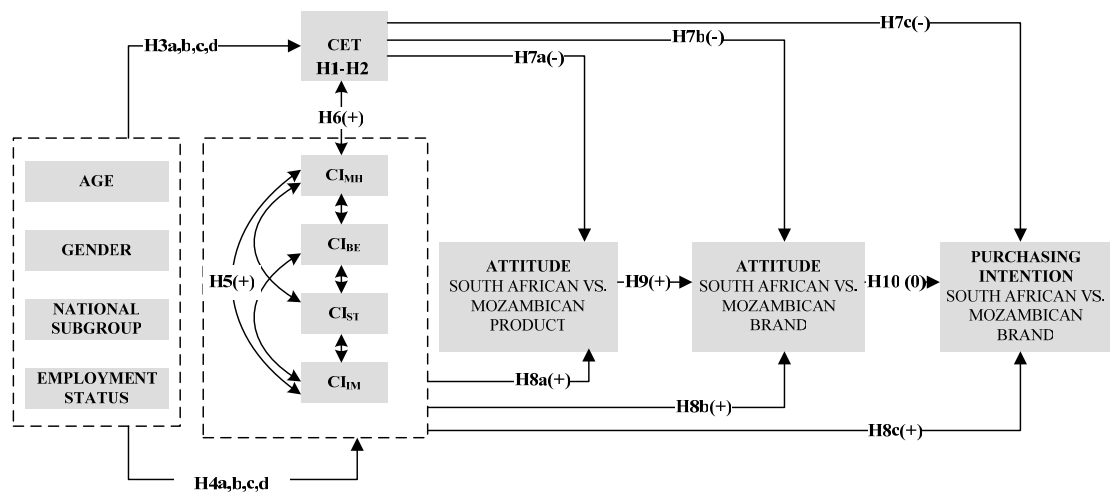 H7c(-)
H3a,b,c,d
CET
H1-H2
H7b(-)
H7a(-)
H6(+)
AGE
GENDER
NATIONAL
SUBGROUP
EMPLOYMENT
STATUS
CIMH
CIBE
H5(+)
CIST
CIIM
ATTITUDE
SOUTH AFRICAN VS.
MOZAMBICAN
PRODUCT
H9(+)
ATTITUDE
SOUTH AFRICAN VS.
MOZAMBICAN
BRAND
H10 (0)
PURCHASING
INTENTION
SOUTH AFRICAN VS.
MOZAMBICAN
BRAND
H8a(+)
H8b(+)
H8c(+)
H4a,b,c,d